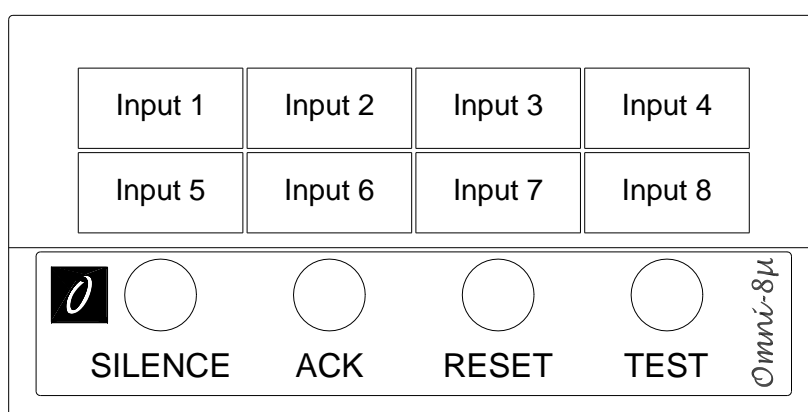 Input 1 Input 2 Input 3 Input 4
Input 5 Input 6 Input 7 Input 8
O
SILENCE ACK RESET TEST
Omni-8µ